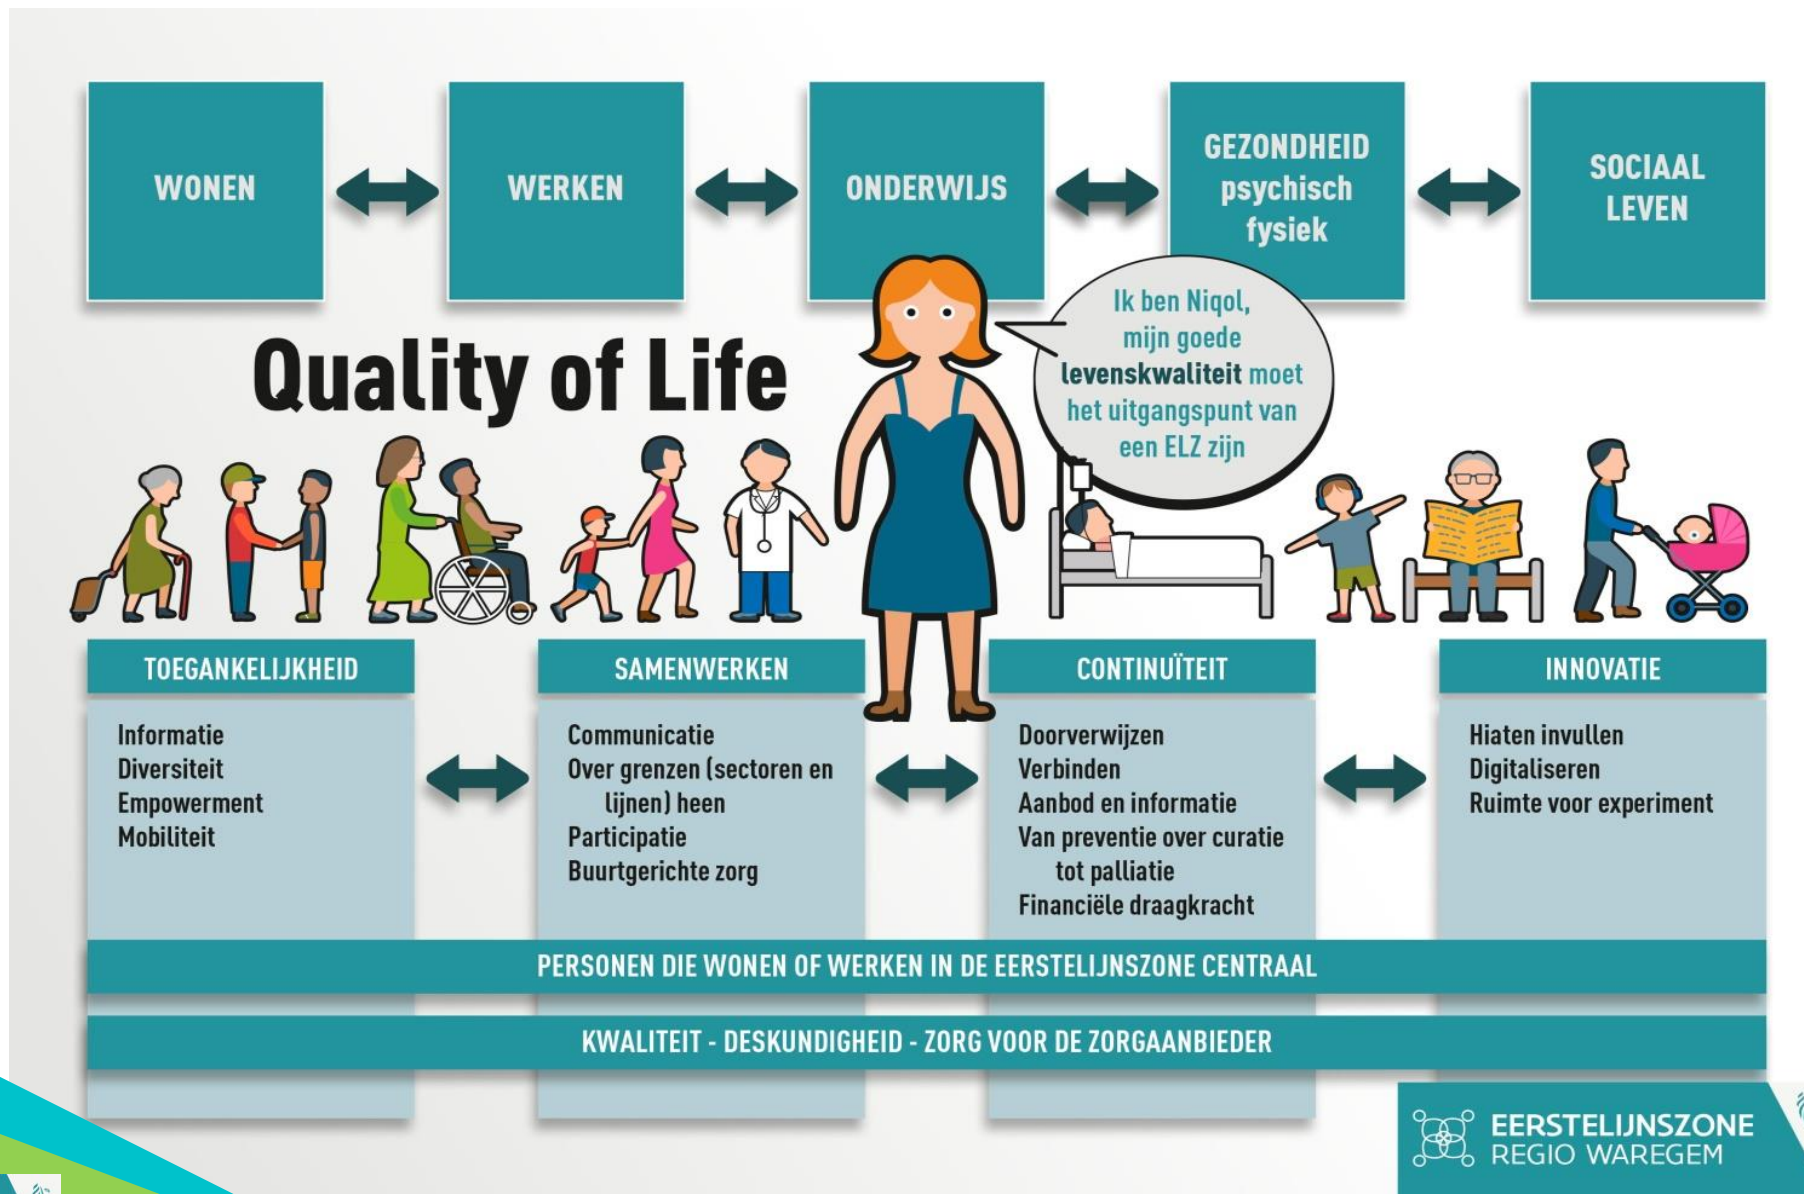 WONEN
WERKEN
ONDERWIJS
GEZONDHEID
psychisch
fysiek
SOCIAAL
LEVEN
Quality of Life
Ik ben Niqol,
mijn goede
levenskwaliteit moet
het uitgangspunt van
een ELZ zijn
TOEGANKELIJKHEID
Informatie
Diversiteit
Empowerment
Mobiliteit
SAMENWERKEN
Communicatie
Over grenzen (sectoren en
lijnen) heen
Participatie
Buurtgerichte zorg
CONTINUÏTEIT
Doorverwijzen
Verbinden
Aanbod en informatie
Van preventie over curatie
tot palliatie
Financiële draagkracht
INNOVATIE
Hiaten invullen
Digitaliseren
Ruimte voor experiment
PERSONEN DIE WONEN OF WERKEN IN DE EERSTELIJNSZONE CENTRAAL
KWALITEIT - DESKUNDIGHEID - ZORG VOOR DE ZORGAANBIEDER
EERSTELIJNSZONE
REGIO WAREGEM